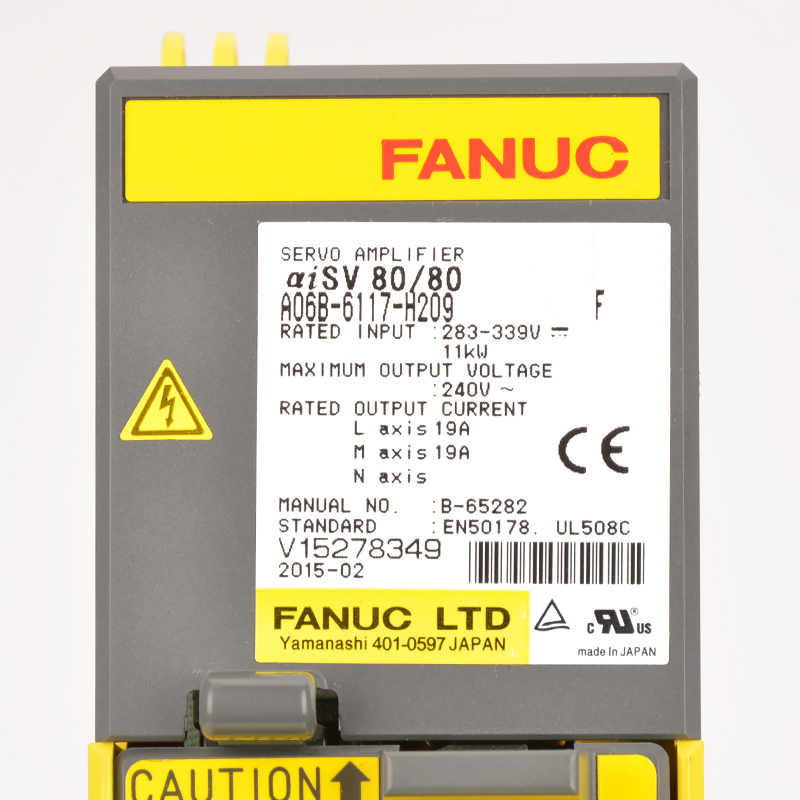 FANUC
SERVO AMPLIFIER
αiSV 80/80
A06B-6117-H209 F
RATED INPUT :283-339V ⎓
11kW
MAXIMUM OUTPUT VOLTAGE
:240V ~
RATED OUTPUT CURRENT
L axis 19A
M axis 19A
N axis
CE
MANUAL NO. :B-65282
STANDARD :EN50178. UL508C
V15278349
2015-02
FANUC LTD
Yamanashi 401-0597 JAPAN
c RU US ®
made In JAPAN
CAUTION